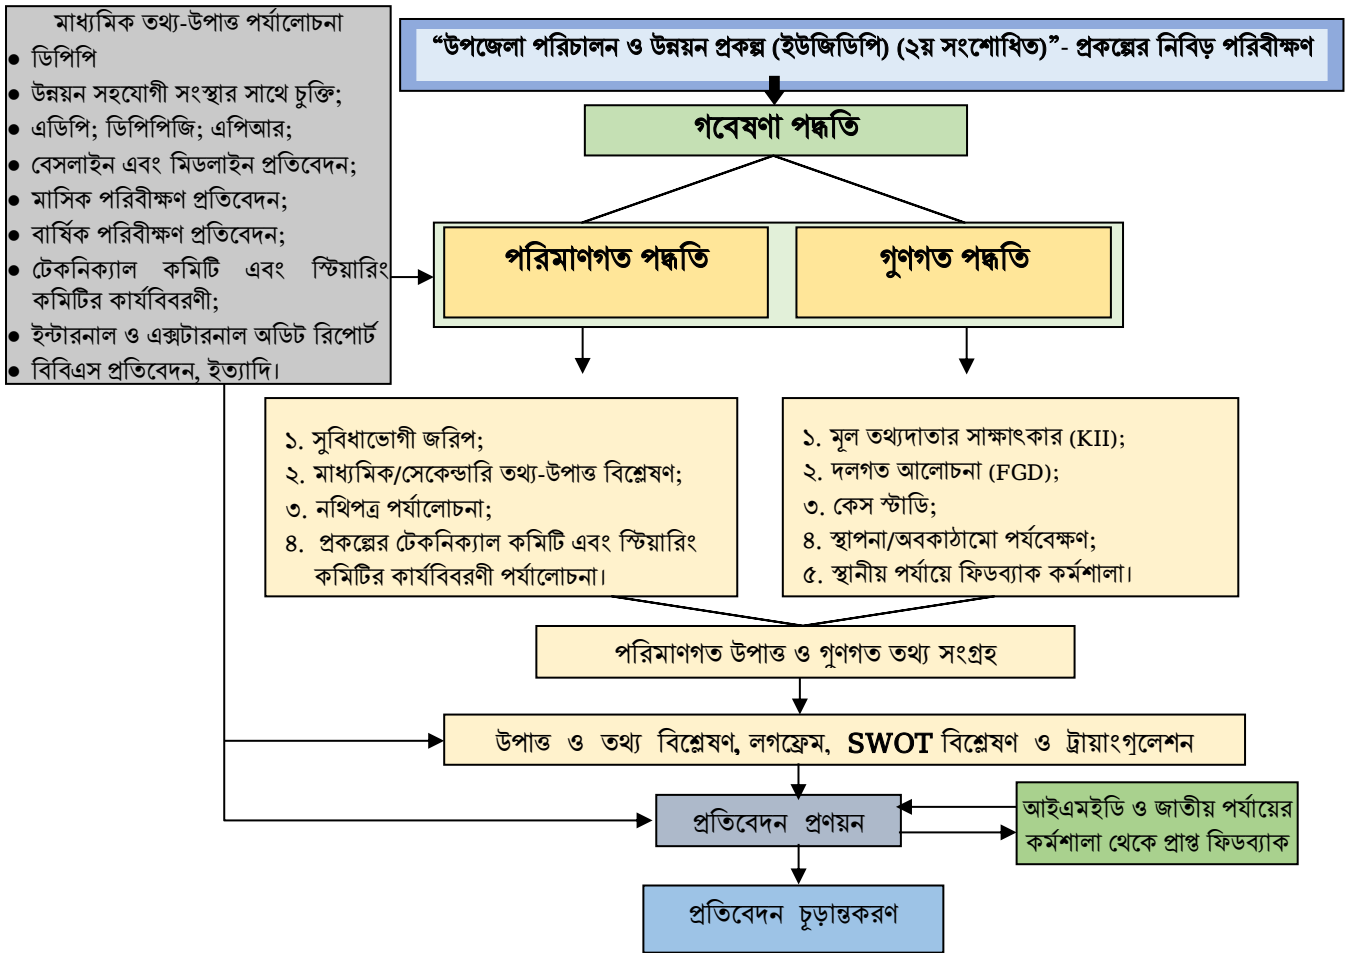 মাধ্যমিক তথ্য-উপাত্ত পর্যালোচনা
● ডিপিপি
● উন্নয়ন সহযোগী সংস্থার সাথে চুক্তি;
● এডিপি; ডিপিপিজি; এপিআর;
● বেসলাইন এবং মিডলাইন প্রতিবেদন;
● মাসিক পরিবীক্ষণ প্রতিবেদন;
● বার্ষিক পরিবীক্ষণ প্রতিবেদন;
● টেকনিক্যাল কমিটি এবং স্টিয়ারিং
কমিটির কার্যবিবরণী;
● ইন্টারনাল ও এক্সটারনাল অডিট রিপোর্ট
● বিবিএস প্রতিবেদন, ইত্যাদি।
“উপজেলা পরিচালন ও উন্নয়ন প্রকল্প (ইউজিডিপি) (২য় সংশোধিত)”- প্রকল্পের নিবিড় পরিবীক্ষণ
গবেষণা পদ্ধতি
পরিমাণগত পদ্ধতি
গুণগত পদ্ধতি
১. সুবিধাভোগী জরিপ;
২. মাধ্যমিক/সেকেন্ডারি তথ্য-উপাত্ত বিশ্লেষণ;
৩. নথিপত্র পর্যালোচনা;
৪. প্রকল্পের টেকনিক্যাল কমিটি এবং স্টিয়ারিং
কমিটির কার্যবিবরণী পর্যালোচনা।
১. মূল তথ্যদাতার সাক্ষাৎকার (KII);
২. দলগত আলোচনা (FGD);
৩. কেস স্টাডি;
৪. স্থাপনা/অবকাঠামো পর্যবেক্ষণ;
৫. স্থানীয় পর্যায়ে ফিডব্যাক কর্মশালা।
পরিমাণগত উপাত্ত ও গুণগত তথ্য সংগ্রহ
উপাত্ত ও তথ্য বিশ্লেষণ, লগফ্রেম, SWOT বিশ্লেষণ ও ট্রায়াংগুলেশন
প্রতিবেদন প্রণয়ন
আইএমইডি ও জাতীয় পর্যায়ের
কর্মশালা থেকে প্রাপ্ত ফিডব্যাক
প্রতিবেদন চূড়ান্তকরণ